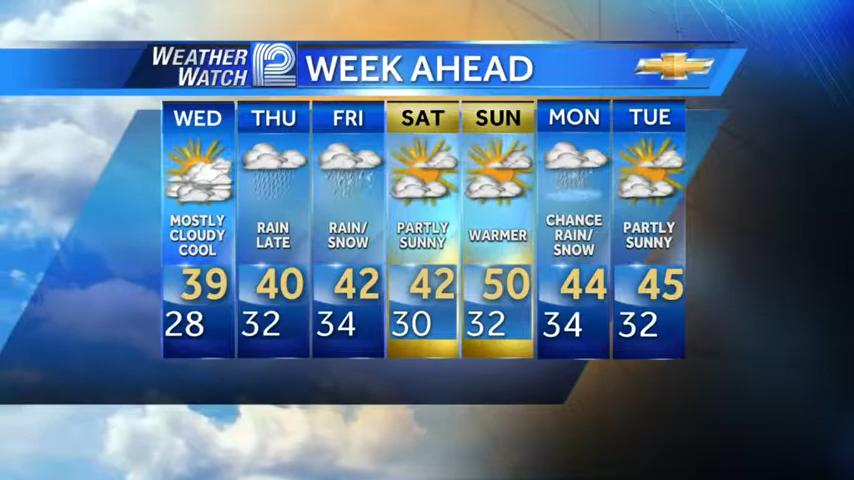 WEATHER
WATCH 12
WEEK AHEAD
WED THU FRI SAT SUN MON TUE
MOSTLY
CLOUDY
COOL
RAIN
LATE
RAIN/
SNOW
PARTLY
SUNNY
WARMER
CHANCE
RAIN/
SNOW
PARTLY
SUNNY
39 40 42 42 50 44 45
28 32 34 30 32 34 32